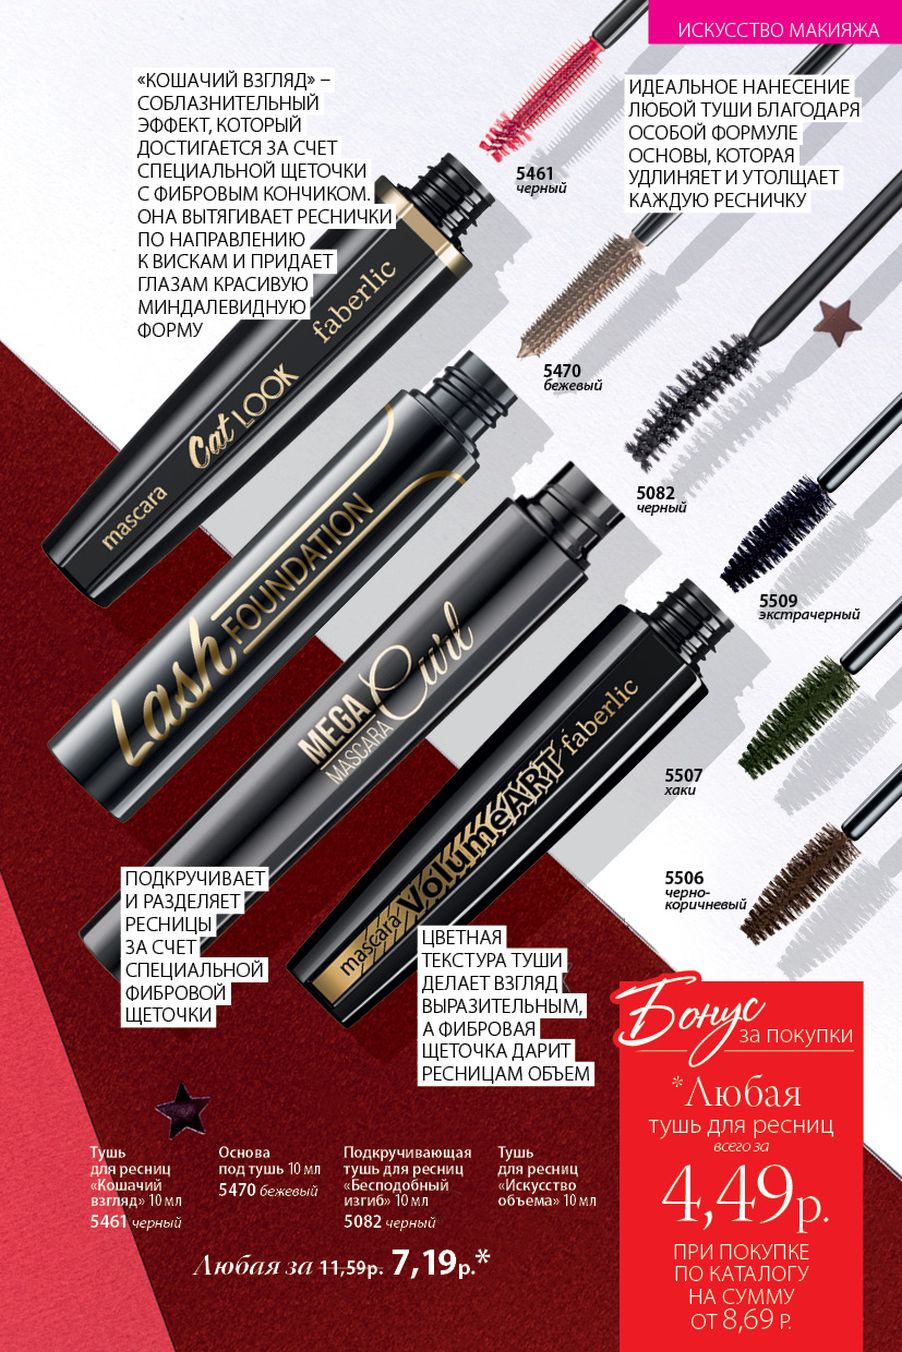 ИСКУССТВО МАКИЯЖА
«КОШАЧИЙ ВЗГЛЯД» –
СОБЛАЗНИТЕЛЬНЫЙ
ЭФФЕКТ, КОТОРЫЙ
ДОСТИГАЕТСЯ ЗА СЧЕТ
СПЕЦИАЛЬНОЙ ЩЕТОЧКИ
С ФИБРОВЫМ КОНЧИКОМ.
ОНА ВЫТЯГИВАЕТ РЕСНИЧКИ
ПО НАПРАВЛЕНИЮ
К ВИСКАМ И ПРИДАЕТ
ГЛАЗАМ КРАСИВУЮ
МИНДАЛЕВИДНУЮ
ФОРМУ
ИДЕАЛЬНОЕ НАНЕСЕНИЕ
ЛЮБОЙ ТУШИ БЛАГОДАРЯ
ОСОБОЙ ФОРМУЛЕ
ОСНОВЫ, КОТОРАЯ
УДЛИНЯЕТ И УТОЛЩАЕТ
КАЖДУЮ РЕСНИЧКУ
5461
черный
5470
бежевый
5082
черный
5509
экстрачерный
5507
хаки
5506
черно-
коричневый
mascara Cat LOOK faberlic
Lash FOUNDATION
MEGA Curl
MASCARA
mascara VolumeART faberlic
ПОДКРУЧИВАЕТ
И РАЗДЕЛЯЕТ
РЕСНИЦЫ
ЗА СЧЕТ
СПЕЦИАЛЬНОЙ
ФИБРОВОЙ
ЩЕТОЧКИ
ЦВЕТНАЯ
ТЕКСТУРА ТУШИ
ДЕЛАЕТ ВЗГЛЯД
ВЫРАЗИТЕЛЬНЫМ,
А ФИБРОВАЯ
ЩЕТОЧКА ДАРИТ
РЕСНИЦАМ ОБЪЕМ
Тушь
для ресниц
«Кошачий
взгляд» 10 мл
5461 черный
Основа
под тушь 10 мл
5470 бежевый
Подкручивающая
тушь для ресниц
«Бесподобный
изгиб» 10 мл
5082 черный
Тушь
для ресниц
«Искусство
объема» 10 мл
Любая за 11,59р. 7,19р.*
Бонус
за покупки
*Любая
тушь для ресниц
всего за
4,49р.
ПРИ ПОКУПКЕ
ПО КАТАЛОГУ
НА СУММУ
ОТ 8,69 Р.